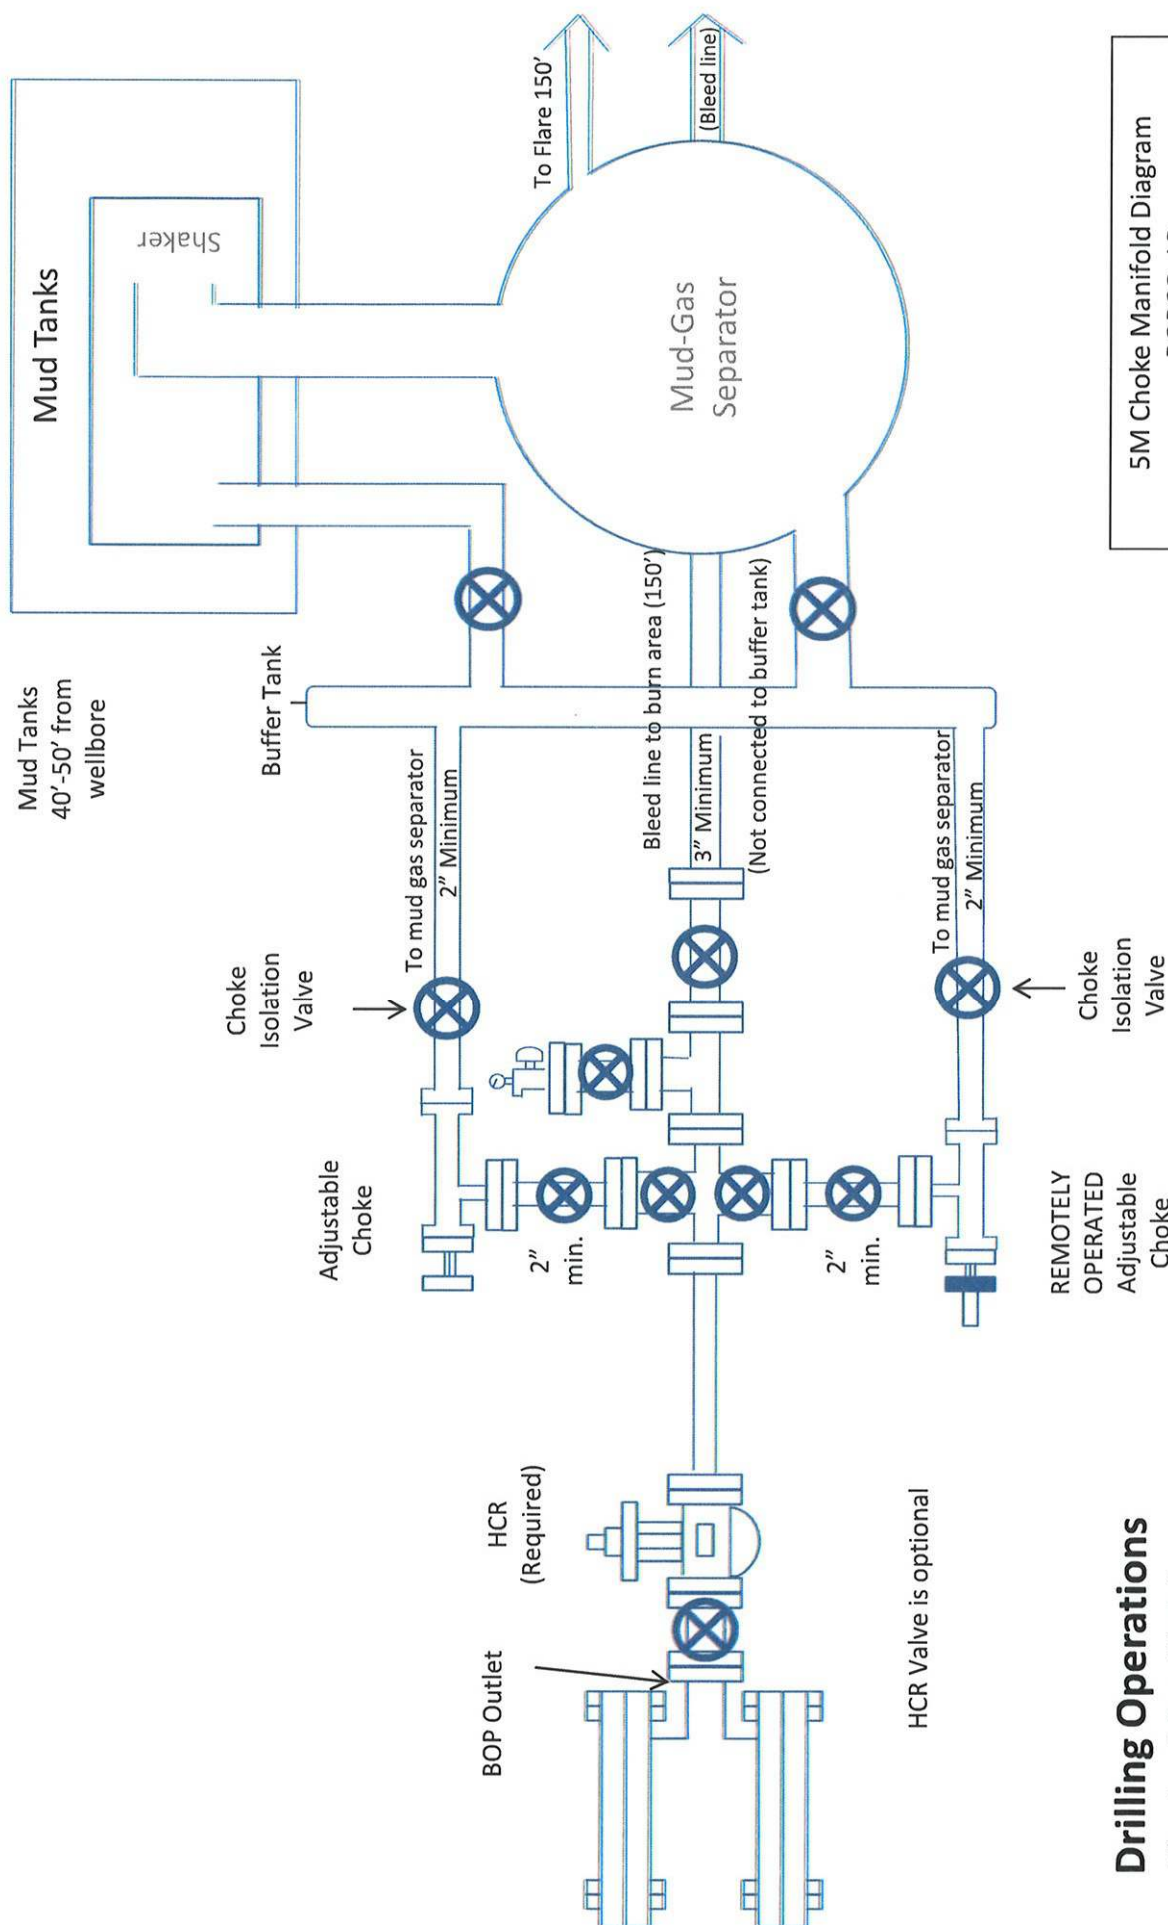 Mud Tanks
40'-50' from
wellbore
Mud Tanks
Shaker
Buffer Tank
To Flare 150'
(Bleed line)
Mud-Gas
Separator
Choke
Isolation
Valve
To mud gas separator
2" Minimum
Bleed line to burn area (150')
3" Minimum
(Not connected to buffer tank)
To mud gas separator
2" Minimum
Choke
Isolation
Valve
Adjustable
Choke
2"
min.
2"
min.
REMOTELY
OPERATED
Adjustable
Choke
HCR
(Required)
BOP Outlet
HCR Valve is optional
Drilling Operations
5M Choke Manifold Diagram